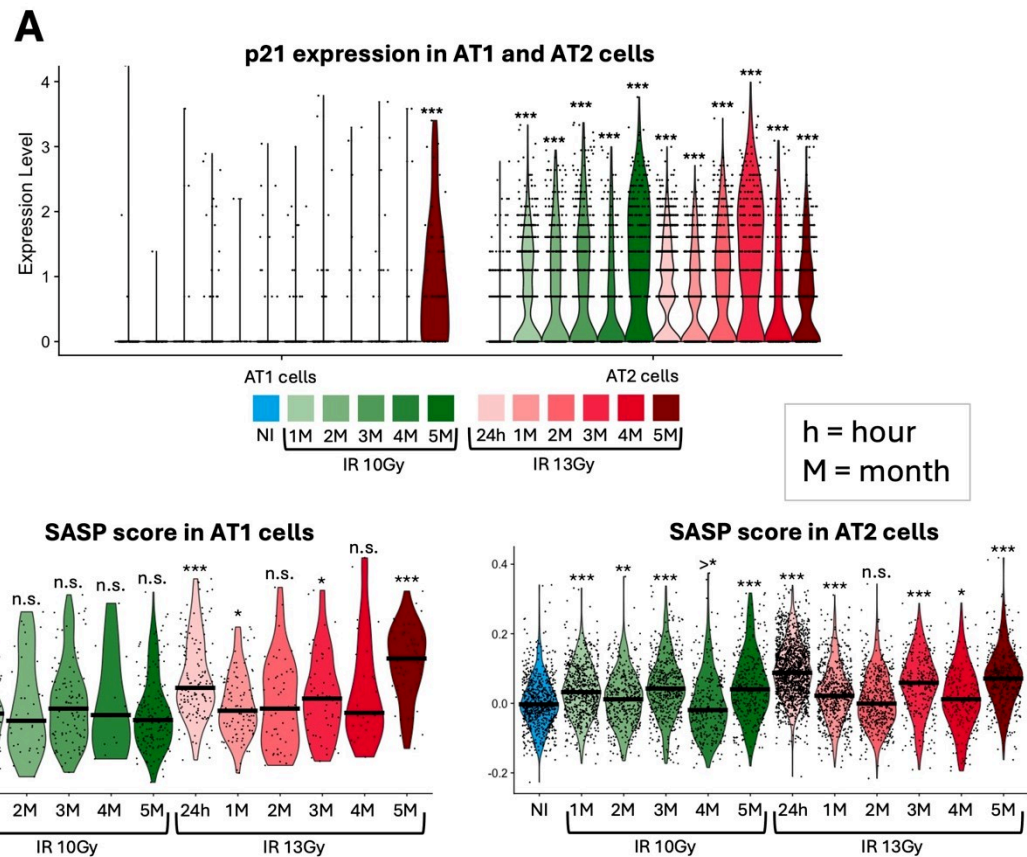 A
p21 expression in AT1 and AT2 cells
Expression Level
4
3
2
1
0
*** *** *** *** *** *** *** *** *** *** *** ***
AT1 cells AT2 cells
NI 1M 2M 3M 4M 5M 24h 1M 2M 3M 4M 5M
IR 10Gy IR 13Gy
h = hour
M = month
SASP score in AT1 cells
n.s. n.s. n.s. n.s. *** * n.s. * n.s. ***
2M 3M 4M 5M 24h 1M 2M 3M 4M 5M
IR 10Gy IR 13Gy
SASP score in AT2 cells
0.4
0.2
0.0
-0.2
*** ** *** >* *** *** *** n.s. *** * ***
NI 1M 2M 3M 4M 5M 24h 1M 2M 3M 4M 5M
IR 10Gy IR 13Gy